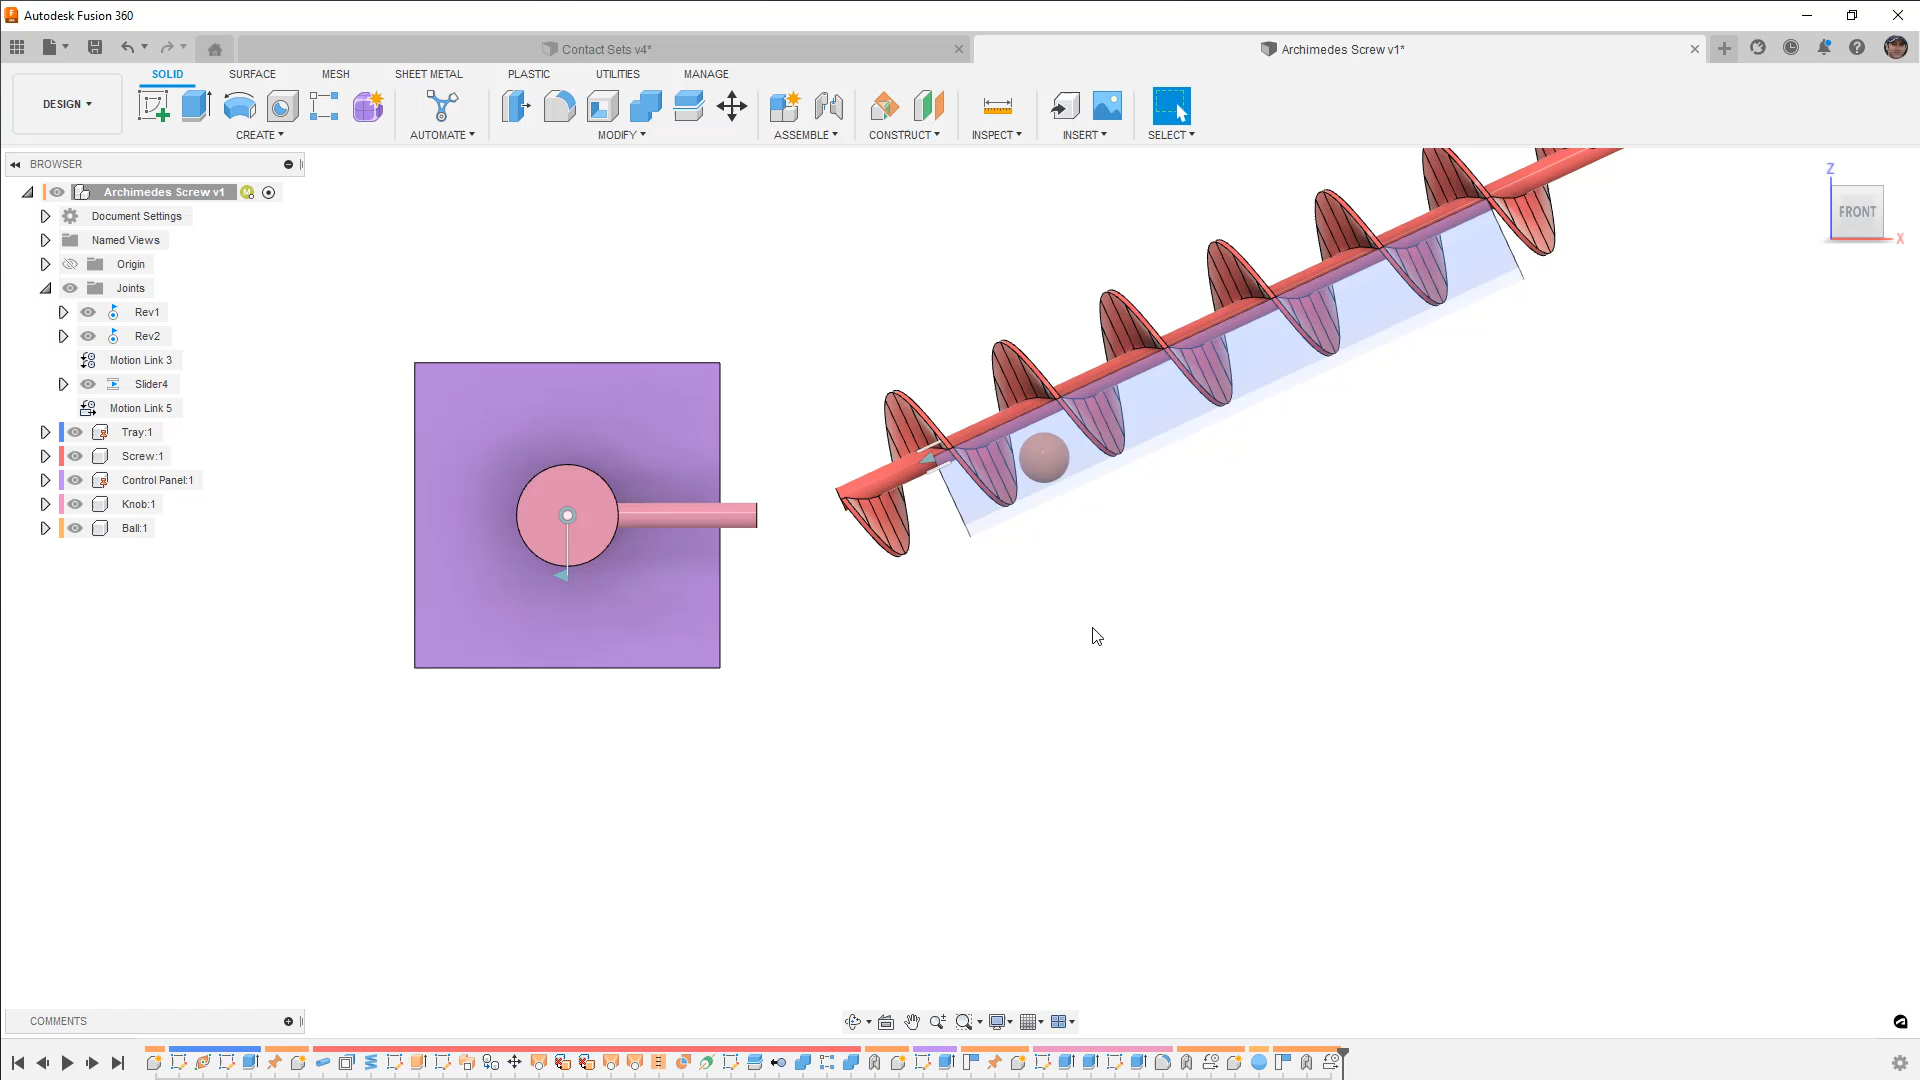 Autodesk Fusion 360
Contact Sets v4*
Archimedes Screw v1*
SOLID
SURFACE
MESH
SHEET METAL
PLASTIC
UTILITIES
MANAGE
DESIGN
CREATE
AUTOMATE
MODIFY
ASSEMBLE
CONSTRUCT
INSPECT
INSERT
SELECT
BROWSER
Archimedes Screw v1
M
Document Settings
Named Views
Origin
Joints
Rev1
Rev2
Motion Link 3
Slider4
Motion Link 5
Tray:1
Screw:1
Control Panel:1
Knob:1
Ball:1
Z
FRONT
X
COMMENTS